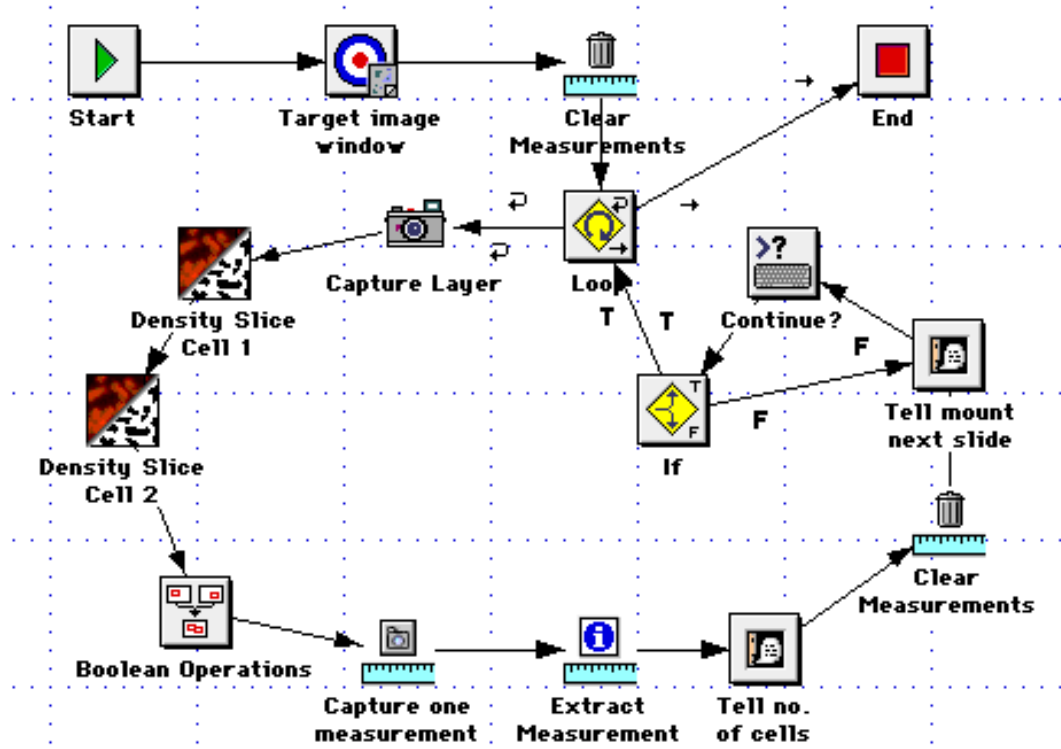 Start
Target image
window
Clear
Measurements
End
Loop
Capture Layer
>?
Continue?
Density Slice
Cell 1
T
T
F
T
F
F
Tell mount
next slide
If
Density Slice
Cell 2
Clear
Measurements
Boolean Operations
Capture one
measurement
i
Extract
Measurement
Tell no.
of cells